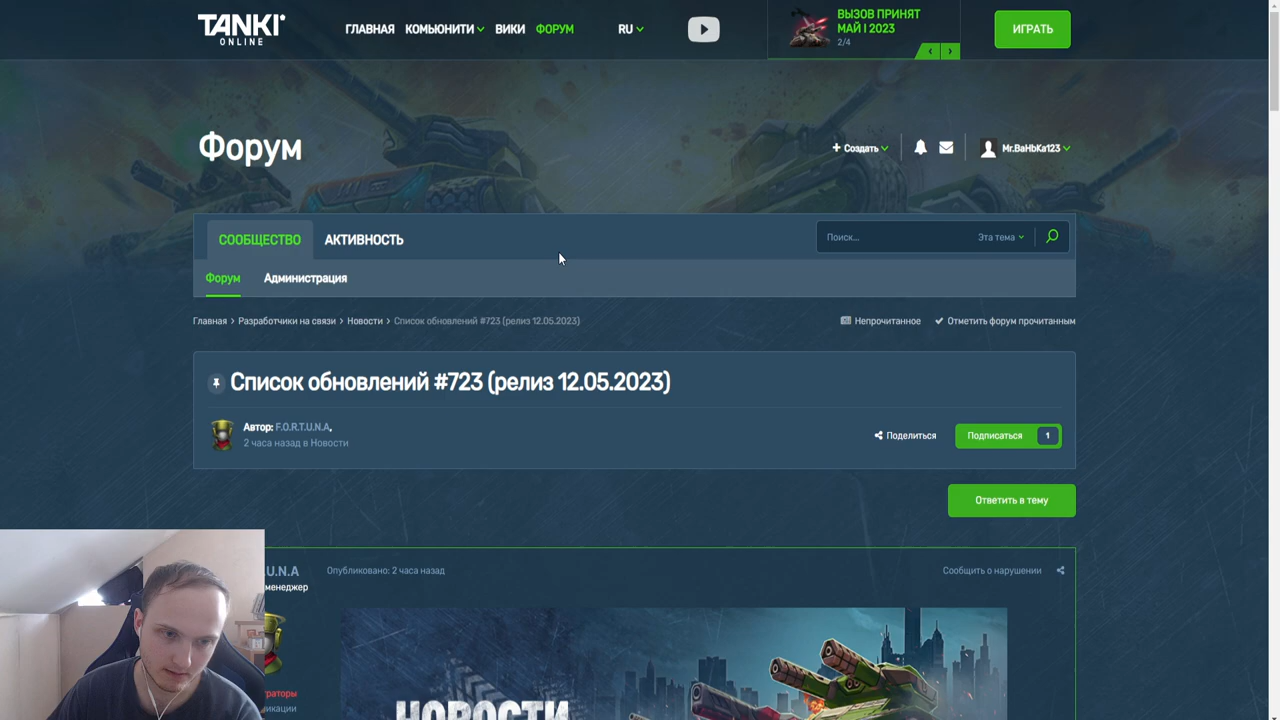 TANKI
ONLINE
ГЛАВНАЯ
КОМЬЮНИТИ
ВИКИ
ФОРУМ
RU
ВЫЗОВ ПРИНЯТ
МАЙ I 2023
2/4
ИГРАТЬ
Форум
+ Создать
Mr.BaHbKa123
СООБЩЕСТВО
АКТИВНОСТЬ
Поиск...
Эта тема
Форум
Администрация
Главная › Разработчики на связи › Новости › Список обновлений #723 (релиз 12.05.2023)
Непрочитанное
Отметить форум прочитанным
Список обновлений #723 (релиз 12.05.2023)
Автор: F.O.R.T.U.N.A,
2 часа назад в Новости
Поделиться
Подписаться
1
Ответить в тему
U.N.A
менеджер
Опубликовано: 2 часа назад
Сообщить о нарушении
НОВОСТИ
раторы
икации